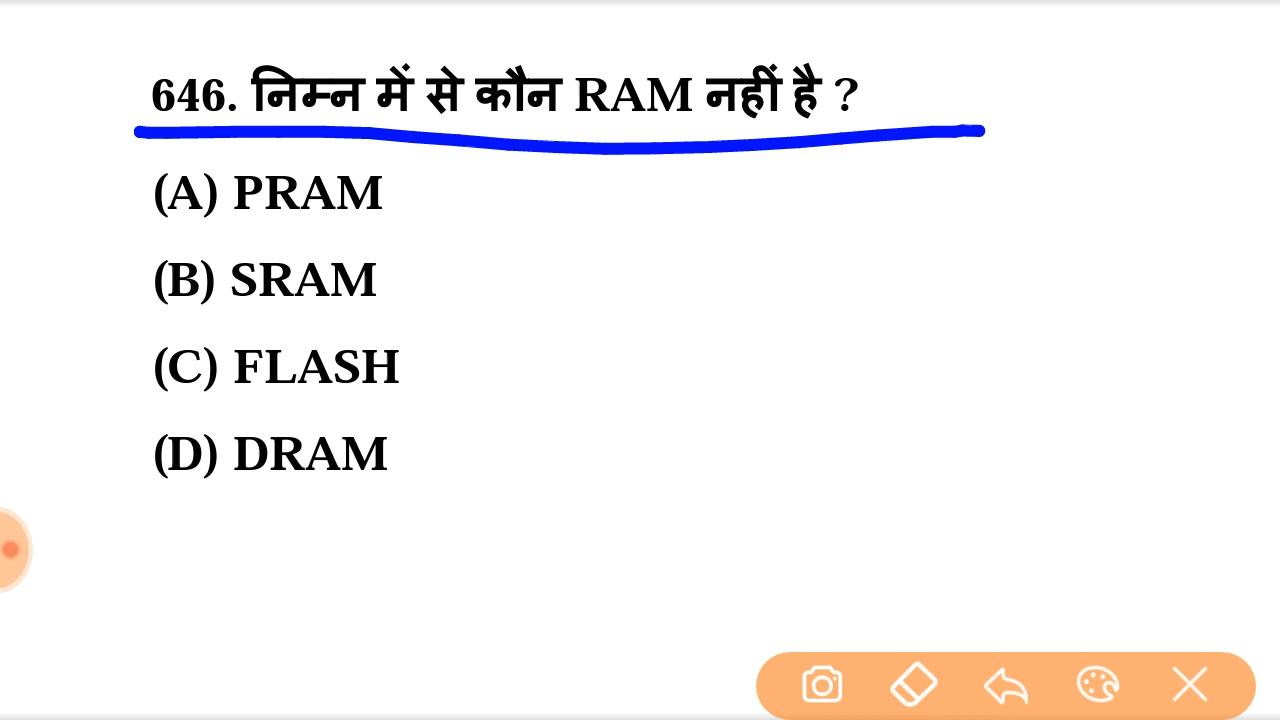 646. निम्न में से कौन RAM नहीं है ?
(A) PRAM
(B) SRAM
(C) FLASH
(D) DRAM